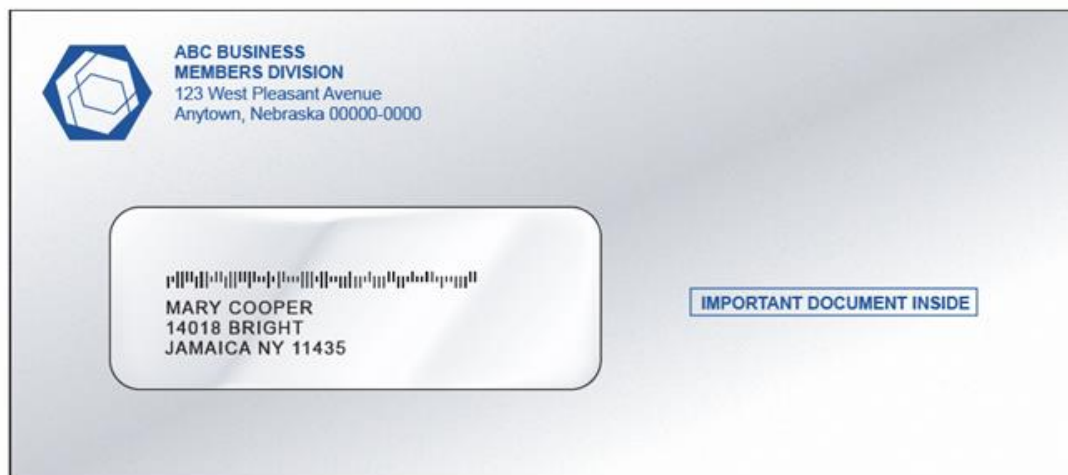 ABC BUSINESS
MEMBERS DIVISION
123 West Pleasant Avenue
Anytown, Nebraska 00000-0000
MARY COOPER
14018 BRIGHT
JAMAICA NY 11435
IMPORTANT DOCUMENT INSIDE